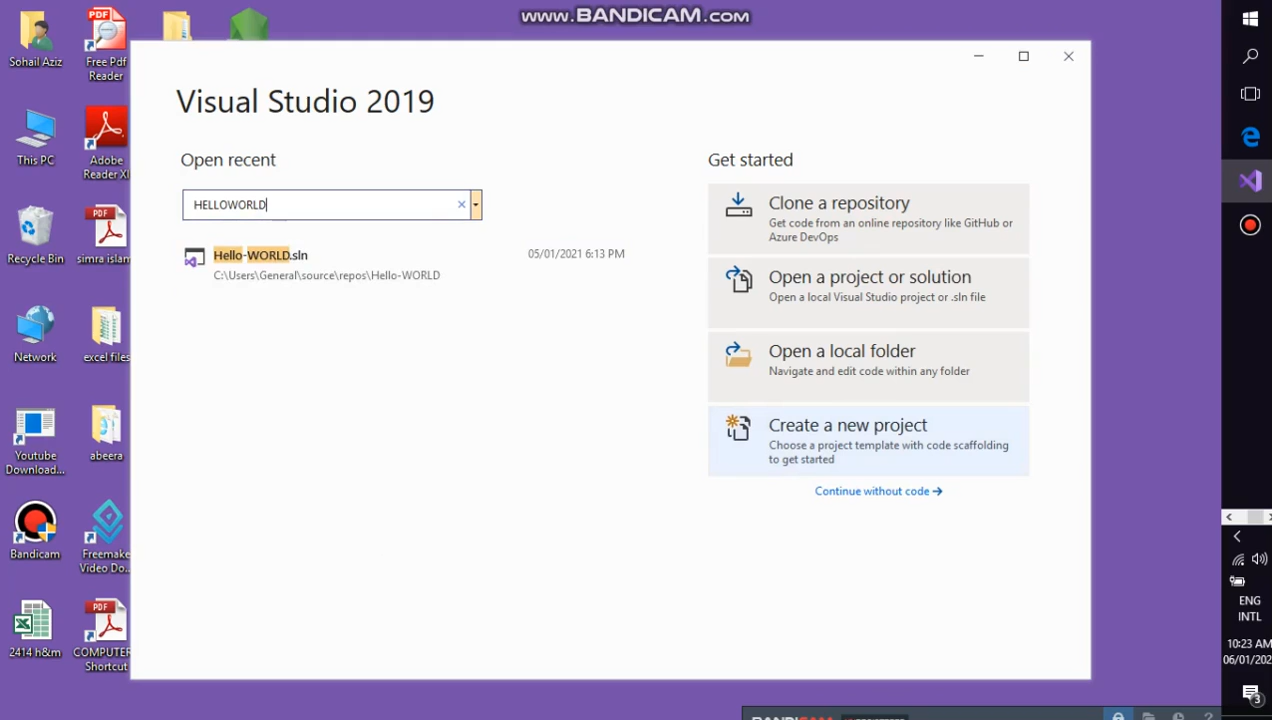 www.BANDICAM.com
Sohail Aziz
Free Pdf
Reader
This PC
Adobe
Reader XI
Recycle Bin
simra islam
Network
excel files
Youtube
Download...
abeera
Bandicam
Freemake
Video Do...
2414 h&m
COMPUTER
Shortcut
Visual Studio 2019
Open recent
HELLOWORLD
Hello-WORLD.sln
05/01/2021 6:13 PM
C:\Users\General\source\repos\Hello-WORLD
Get started
Clone a repository
Get code from an online repository like GitHub or
Azure DevOps
Open a project or solution
Open a local Visual Studio project or .sln file
Open a local folder
Navigate and edit code within any folder
Create a new project
Choose a project template with code scaffolding
to get started
Continue without code
ENG
INTL
10:23 AM
06/01/202
3
BANDICAM